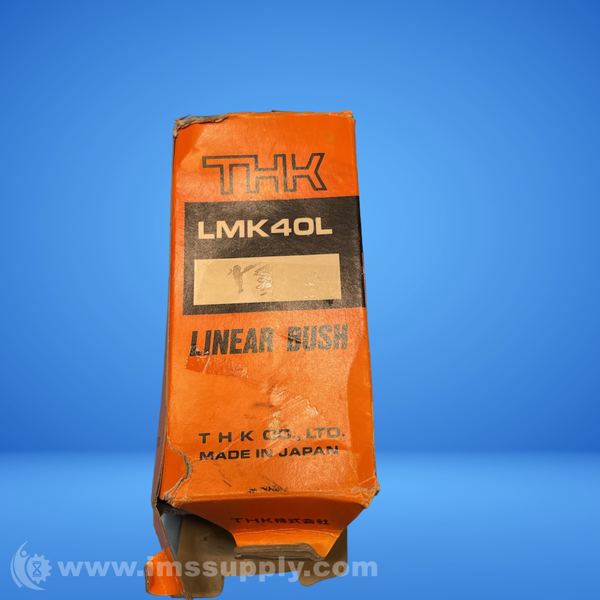 THK
LMK40L
LINEAR BUSH
THK CO., LTD.
MADE IN JAPAN
THK株式会社
www.imssupply.com